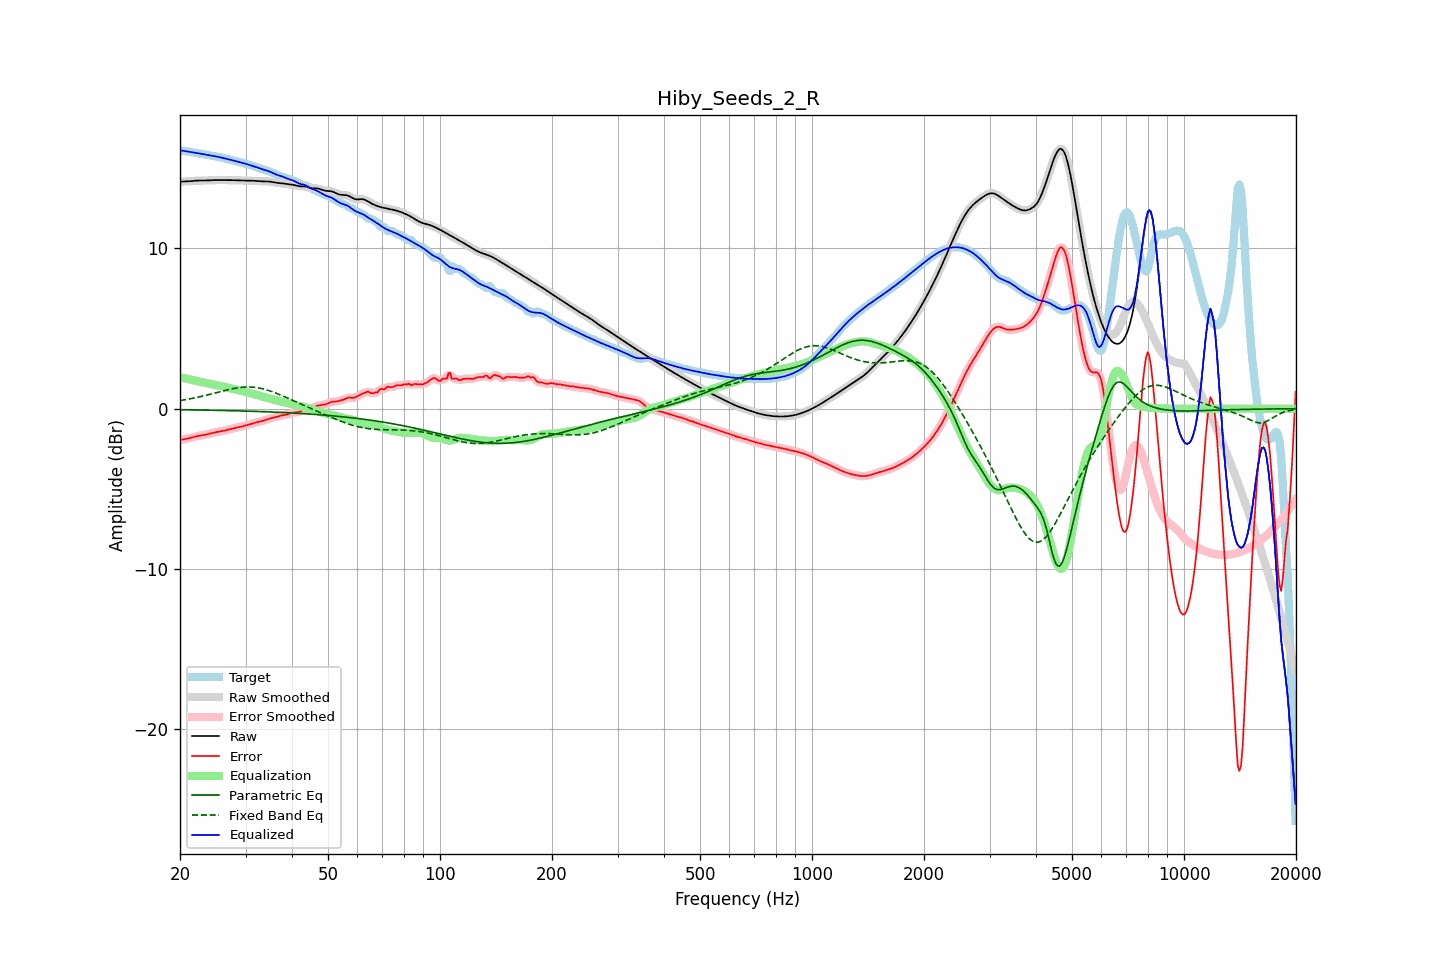 Hiby_Seeds_2_R
10
0
−10
−20
Amplitude (dBr)
Target
Raw Smoothed
Error Smoothed
Raw
Error
Equalization
Parametric Eq
Fixed Band Eq
Equalized
20 50 100 200 500 1000 2000 5000 10000 20000
Frequency (Hz)